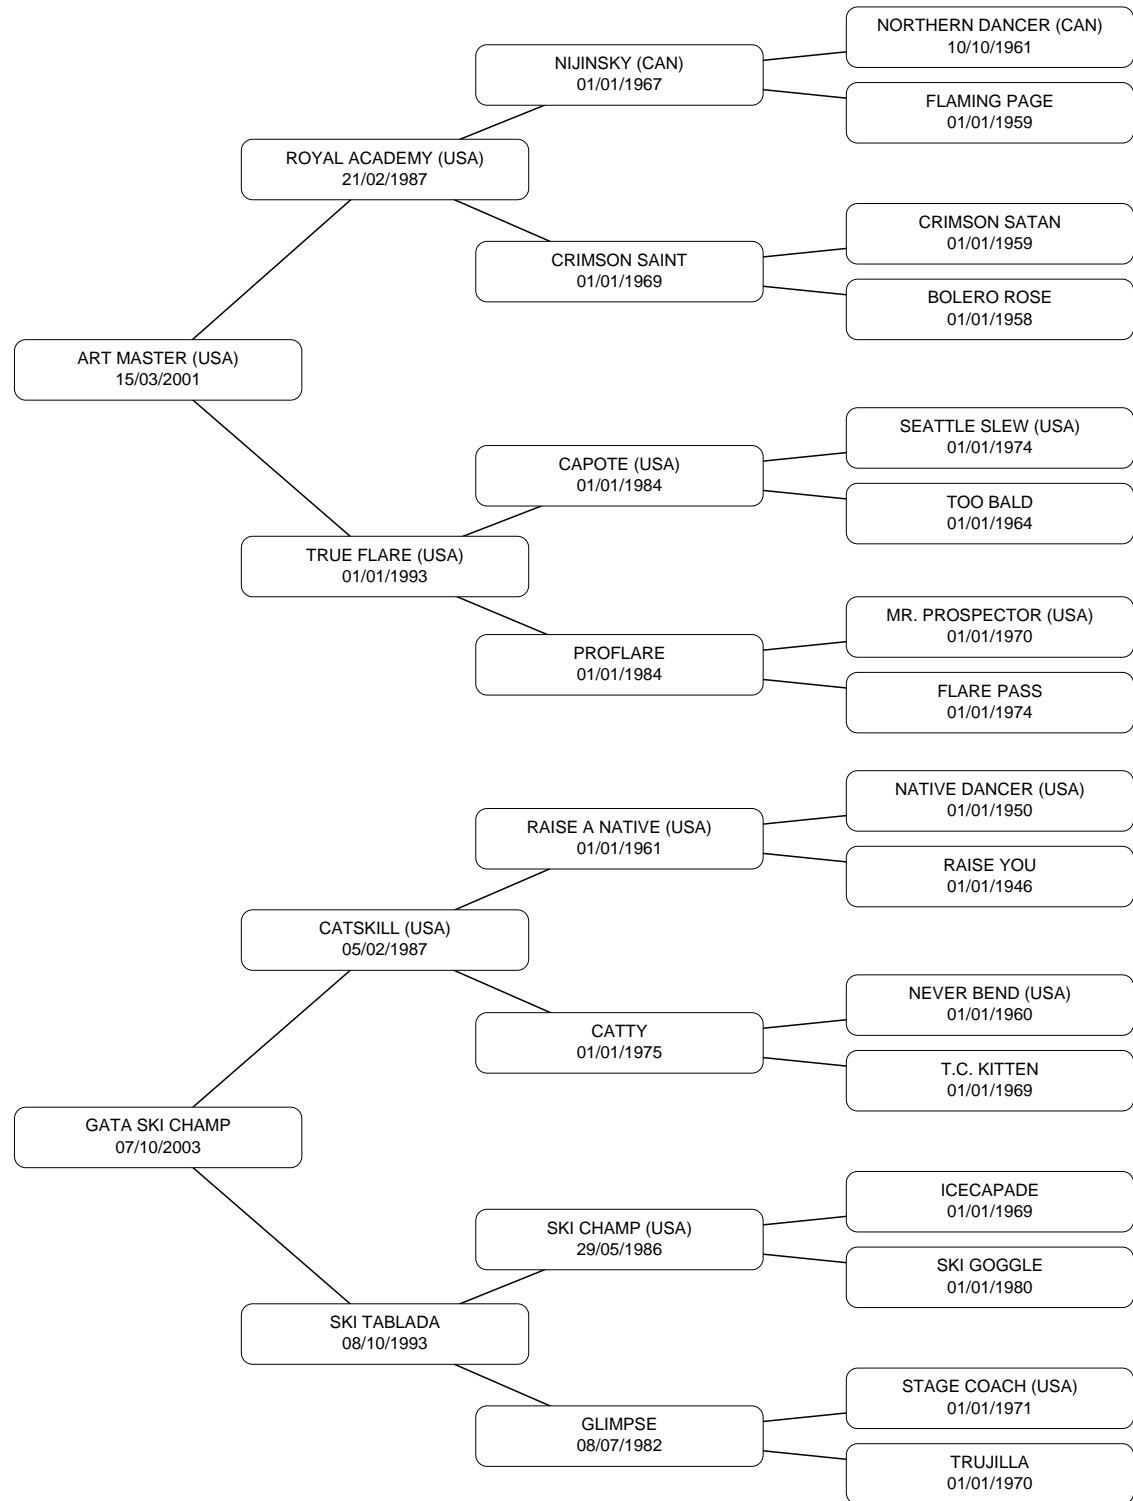 NORTHERN DANCER (CAN)
10/10/1961
NIJINSKY (CAN)
01/01/1967
FLAMING PAGE
01/01/1959
ROYAL ACADEMY (USA)
21/02/1987
CRIMSON SATAN
01/01/1959
CRIMSON SAINT
01/01/1969
BOLERO ROSE
01/01/1958
ART MASTER (USA)
15/03/2001
SEATTLE SLEW (USA)
01/01/1974
CAPOTE (USA)
01/01/1984
TOO BALD
01/01/1964
TRUE FLARE (USA)
01/01/1993
MR. PROSPECTOR (USA)
01/01/1970
PROFLARE
01/01/1984
FLARE PASS
01/01/1974
NATIVE DANCER (USA)
01/01/1950
RAISE A NATIVE (USA)
01/01/1961
RAISE YOU
01/01/1946
CATSKILL (USA)
05/02/1987
NEVER BEND (USA)
01/01/1960
CATTY
01/01/1975
T.C. KITTEN
01/01/1969
GATA SKI CHAMP
07/10/2003
ICECAPADE
01/01/1969
SKI CHAMP (USA)
29/05/1986
SKI GOGGLE
01/01/1980
SKI TABLADA
08/10/1993
STAGE COACH (USA)
01/01/1971
GLIMPSE
08/07/1982
TRUJILLA
01/01/1970